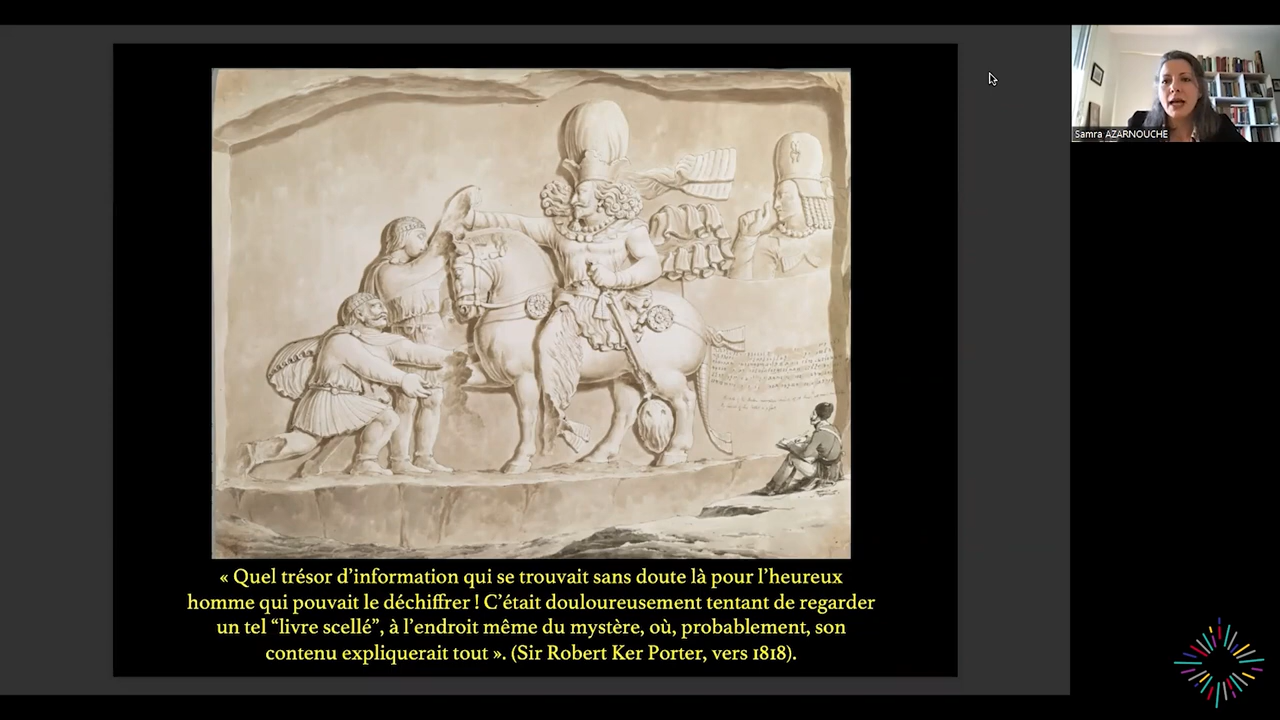 Samra AZARNOUCHE
« Quel trésor d’information qui se trouvait sans doute là pour l’heureux
homme qui pouvait le déchiffrer ! C’était douloureusement tentant de regarder
un tel “livre scellé”, à l’endroit même du mystère, où, probablement, son
contenu expliquerait tout ». (Sir Robert Ker Porter, vers 1818).